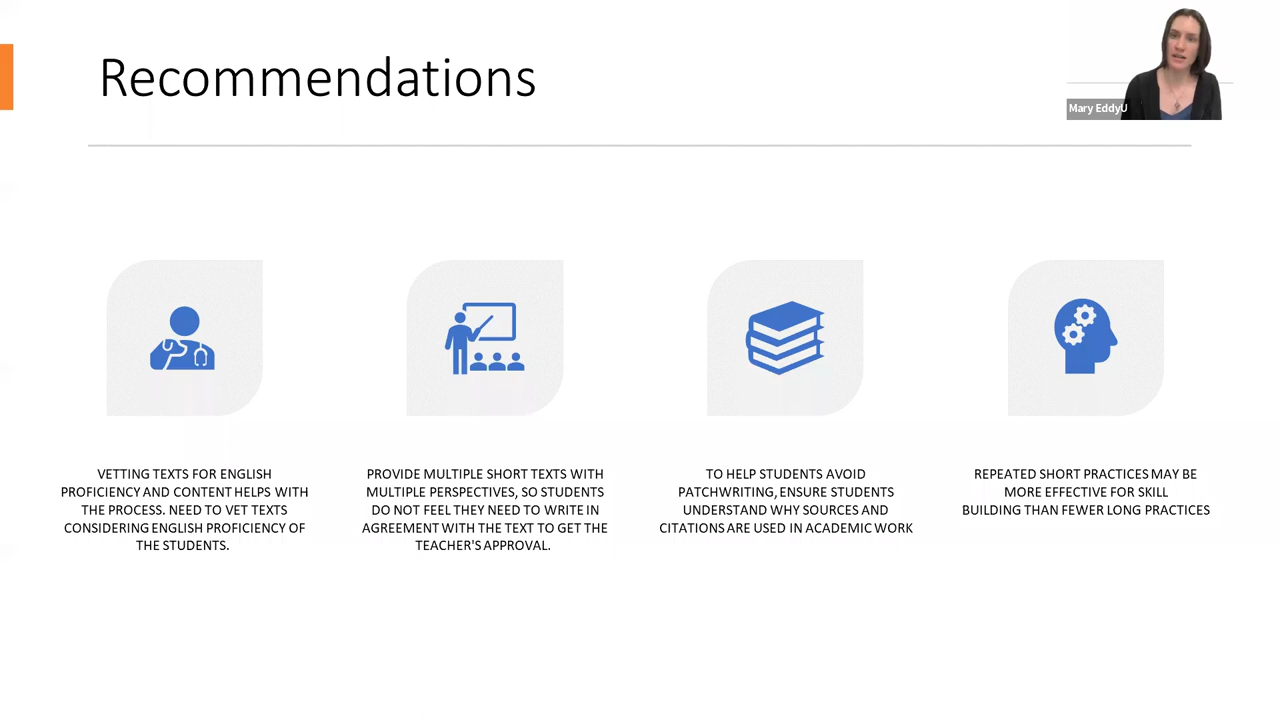 Recommendations
Mary EddyU
VETTING TEXTS FOR ENGLISH
PROFICIENCY AND CONTENT HELPS WITH
THE PROCESS. NEED TO VET TEXTS
CONSIDERING ENGLISH PROFICIENCY OF
THE STUDENTS.
PROVIDE MULTIPLE SHORT TEXTS WITH
MULTIPLE PERSPECTIVES, SO STUDENTS
DO NOT FEEL THEY NEED TO WRITE IN
AGREEMENT WITH THE TEXT TO GET THE
TEACHER'S APPROVAL.
TO HELP STUDENTS AVOID
PATCHWRITING, ENSURE STUDENTS
UNDERSTAND WHY SOURCES AND
CITATIONS ARE USED IN ACADEMIC WORK
REPEATED SHORT PRACTICES MAY BE
MORE EFFECTIVE FOR SKILL
BUILDING THAN FEWER LONG PRACTICES